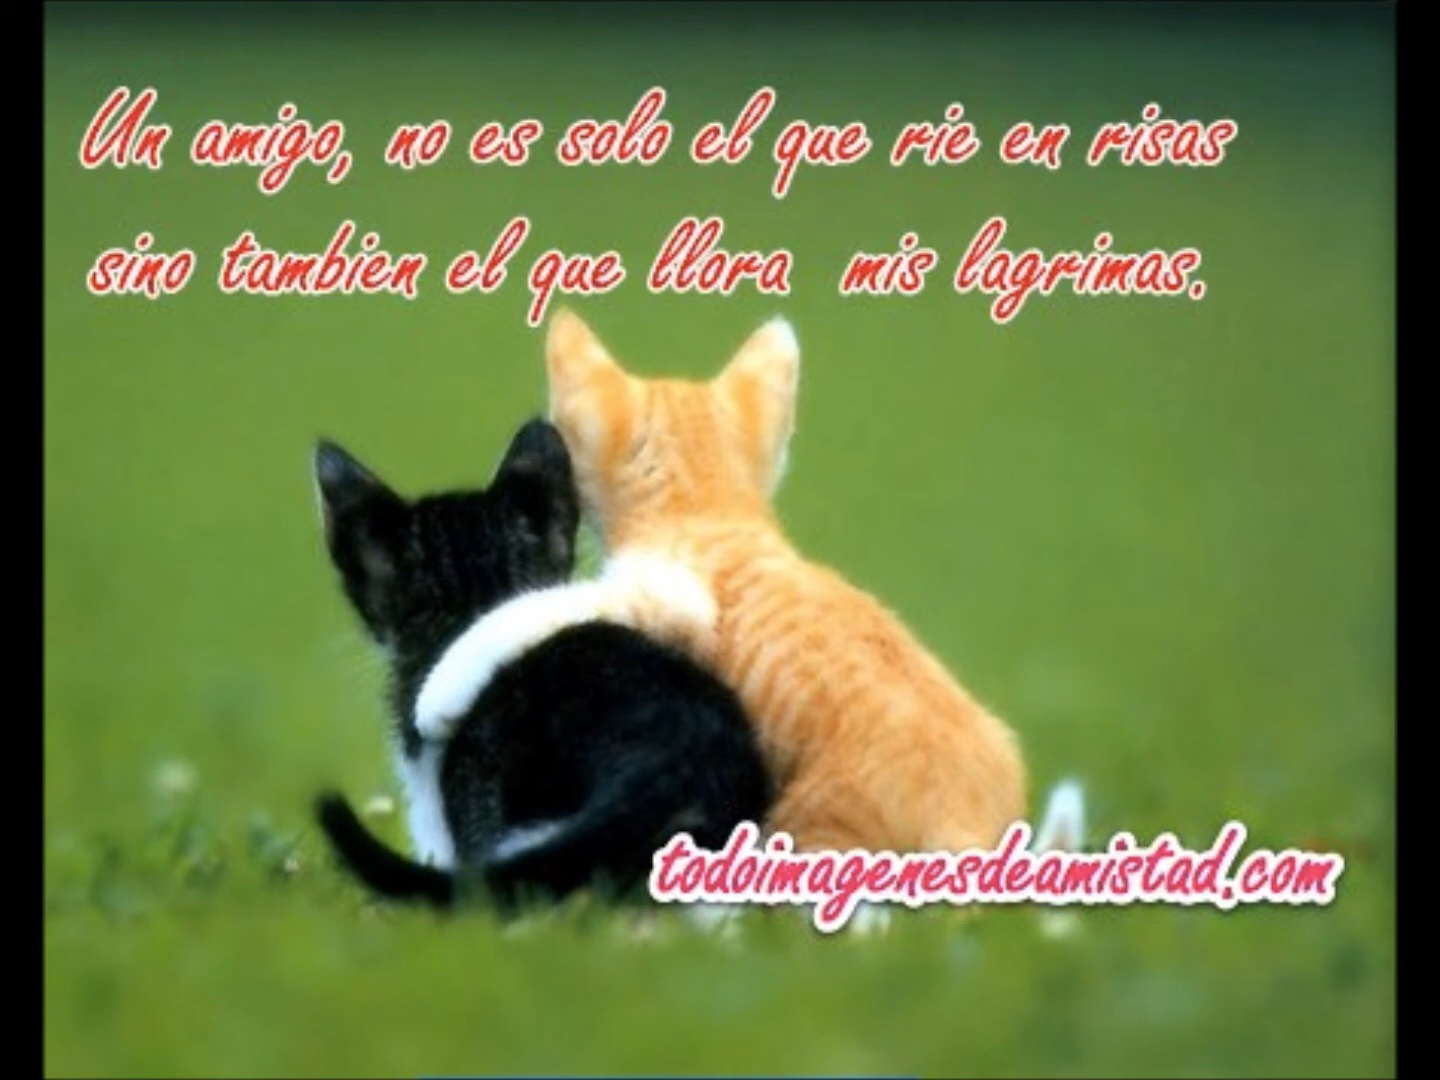 Un amigo, no es solo el que rie en risas
sino tambien el que llora mis lagrimas.
todoimagenesdeamistad.com